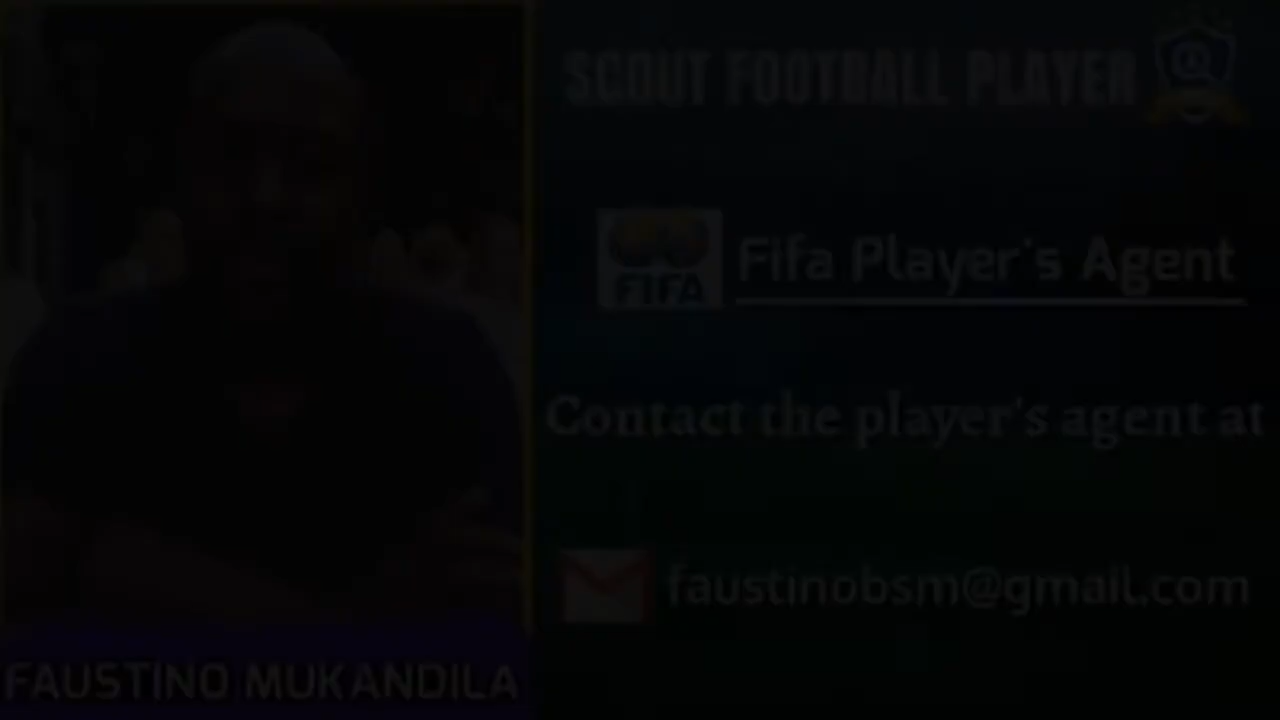 SCOUT FOOTBALL PLAYER
FIFA
Fifa Player's Agent
Contact the player's agent at
faustinobsm@gmail.com
FAUSTINO MUKANDILA